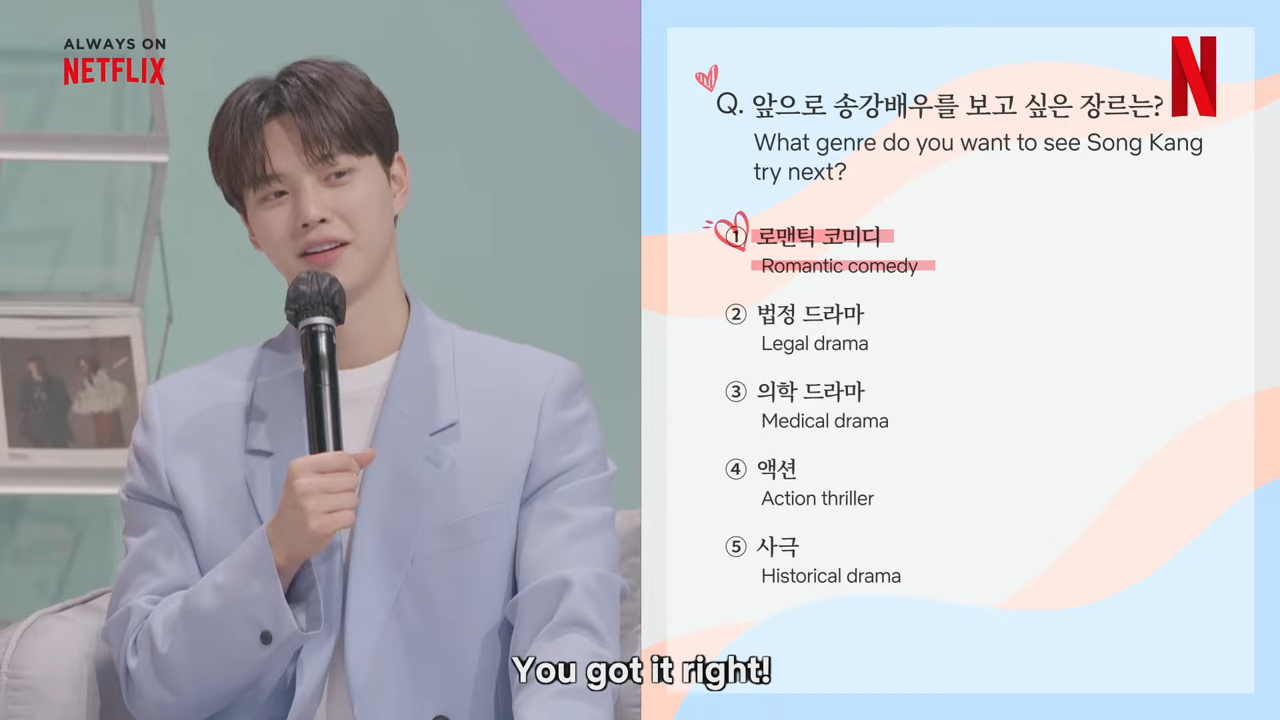 ALWAYS ON
NETFLIX
N
Q. 앞으로 송강배우를 보고 싶은 장르는?
What genre do you want to see Song Kang
try next?
① 로맨틱 코미디
Romantic comedy
② 법정 드라마
Legal drama
③ 의학 드라마
Medical drama
④ 액션
Action thriller
⑤ 사극
Historical drama
You got it right!